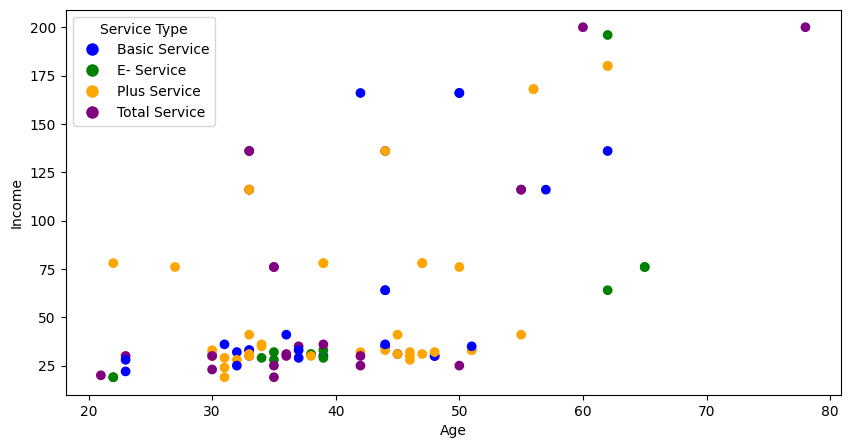 Service Type
Basic Service
E- Service
Plus Service
Total Service
200
175
150
125
100
75
50
25
Income
20
30
40
50
60
70
80
Age